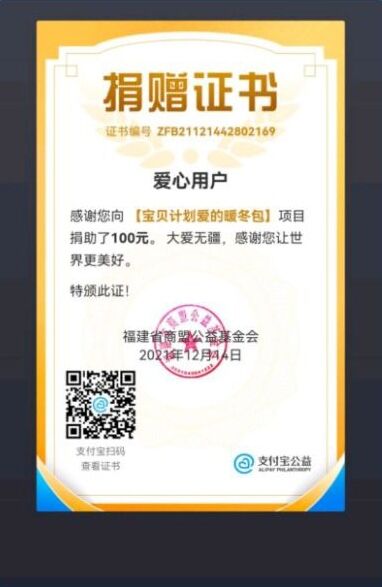 捐赠证书
证书编号 ZFB21121442802169
爱心用户
感谢您向 【宝贝计划爱的暖冬包】项目
捐助了100元。 大爱无疆，感谢您让世
界更美好。
特颁此证！
福建省商盟公益基金会
2021年12月14日
支付宝扫码
查看证书
支付宝公益
ALIPAY PHILANTHROPY